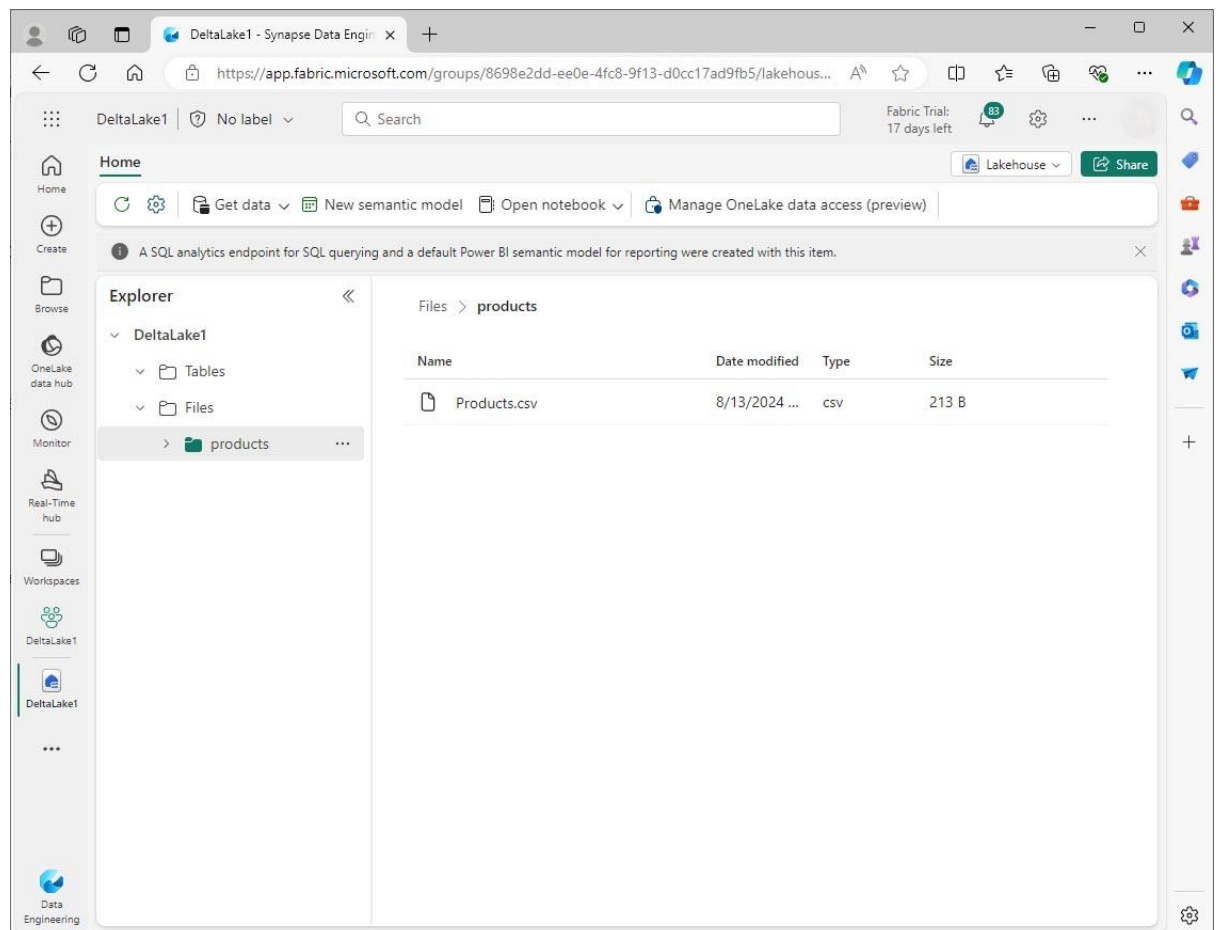 DeltaLake1 - Synapse Data Engin
https://app.fabric.microsoft.com/groups/8698e2dd-ee0e-4fc8-9f13-d0cc17ad9fb5/lakehous...
DeltaLake1 No label Search Fabric Trial: 83
17 days left
Home
Create
Browse
OneLake
data hub
Monitor
Real-Time
hub
Workspaces
DeltaLake1
DeltaLake1
Data
Engineering
Home Lakehouse Share
Get data New semantic model Open notebook Manage OneLake data access (preview)
A SQL analytics endpoint for SQL querying and a default Power BI semantic model for reporting were created with this item.
Explorer
DeltaLake1
Tables
Files
products ...
Files > products
Name Date modified Type Size
Products.csv 8/13/2024 ... csv 213 B